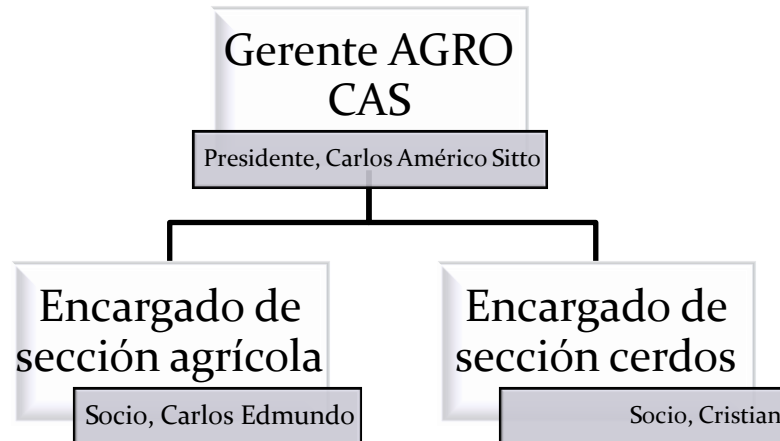 Gerente AGRO
CAS
Presidente, Carlos Américo Sitto
Encargado de
sección agrícola
Socio, Carlos Edmundo
Encargado de
sección cerdos
Socio, Cristian